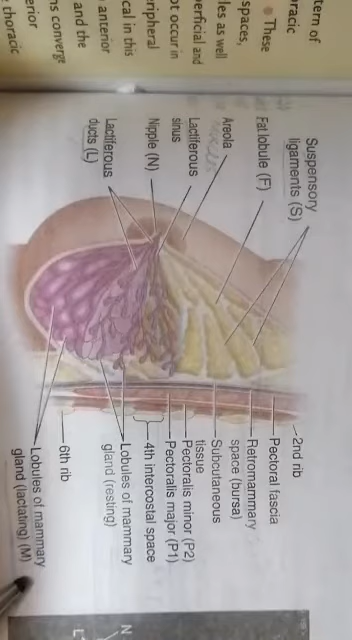 tern of
racic
These
spaces,
les as well
perficial and
ot occur in
eripheral
cal in this
anterior
and the
ns converge
erior
thoracic
Suspensory
ligaments (S)
Fat lobule (F)
Areola
Lactiferous
sinus
Nipple (N)
Lactiferous
ducts (L)
2nd rib
Pectoral fascia
Retromammary
space (bursa)
Subcutaneous
tissue
Pectoralis minor (P2)
Pectoralis major (P1)
4th intercostal space
Lobules of mammary
gland (resting)
6th rib
Lobules of mammary
gland (lactating) (M)
N
L